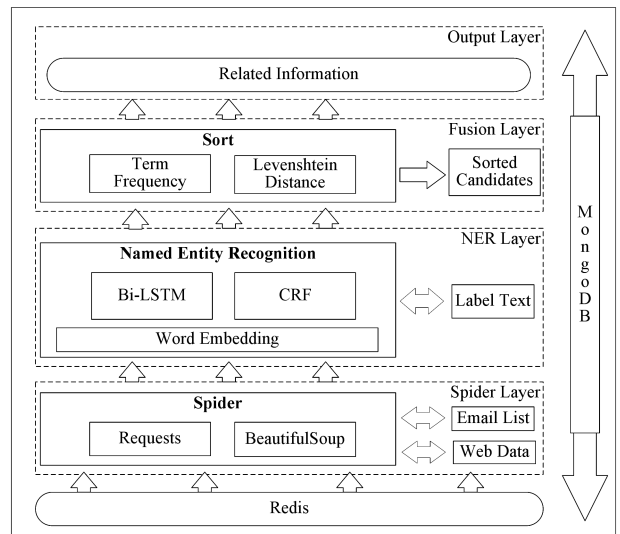 Output Layer
Related Information
Fusion Layer
Sort
Term
Frequency
Levenshtein
Distance
Sorted
Candidates
NER Layer
Named Entity Recognition
Bi-LSTM
CRF
Label Text
Word Embedding
Spider Layer
Spider
Email List
Requests
BeautifulSoup
Web Data
Redis
MongoDB